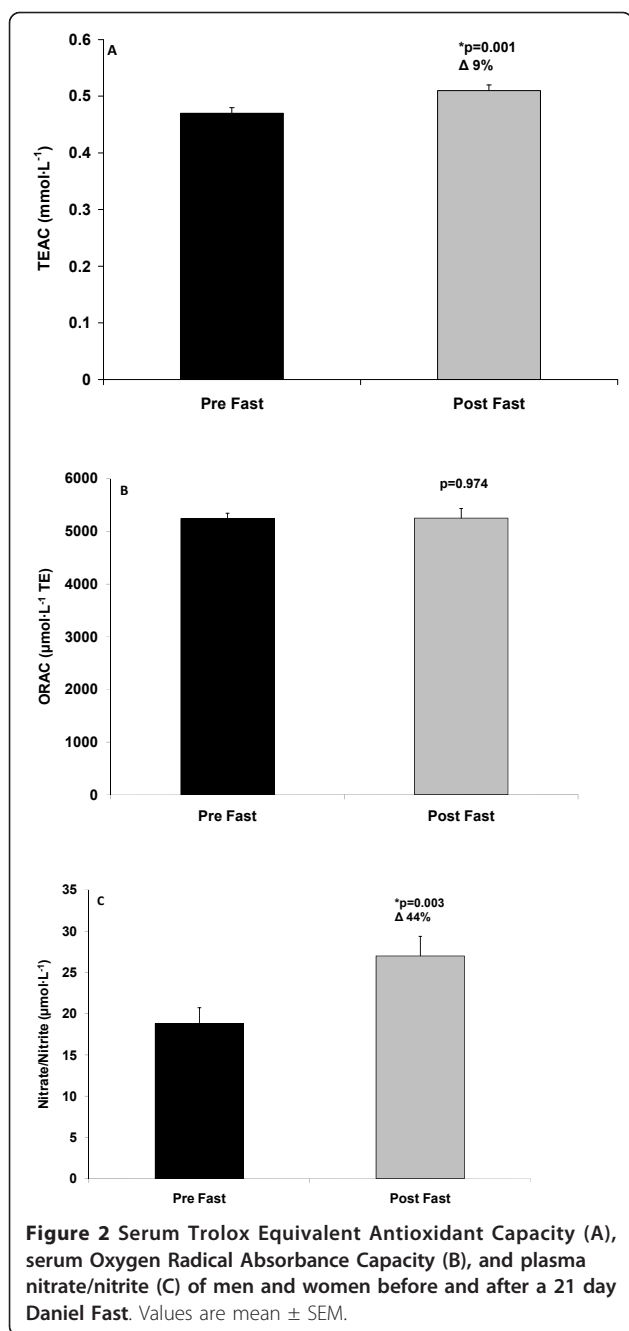 A
*p=0.001
Δ 9%
0.6
0.5
0.4
0.3
0.2
0.1
0
TEAC (mmol·L⁻¹)
Pre Fast
Post Fast
B
p=0.974
6000
5000
4000
3000
2000
1000
0
ORAC (µmol·L⁻¹ TE)
Pre Fast
Post Fast
C
*p=0.003
Δ 44%
35
30
25
20
15
10
5
0
Nitrate/Nitrite (µmol·L⁻¹)
Pre Fast
Post Fast
Figure 2 Serum Trolox Equivalent Antioxidant Capacity (A),
serum Oxygen Radical Absorbance Capacity (B), and plasma
nitrate/nitrite (C) of men and women before and after a 21 day
Daniel Fast. Values are mean ± SEM.